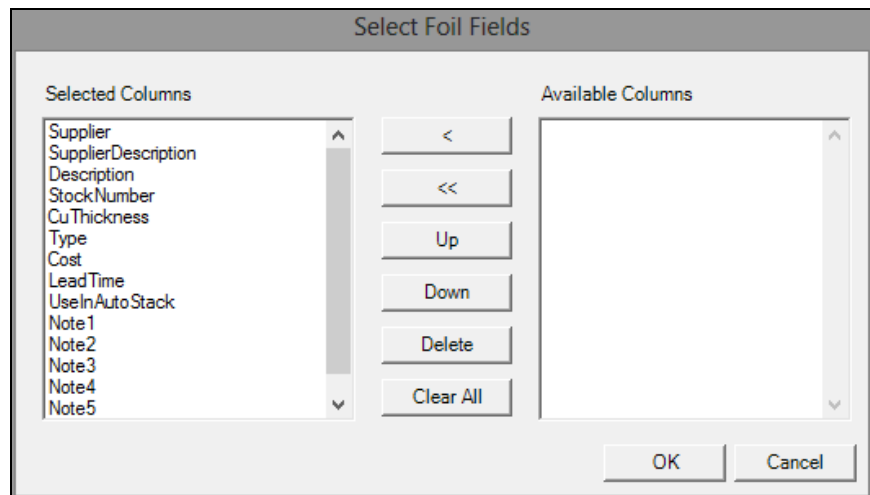 Select Foil Fields
Selected Columns
Supplier
SupplierDescription
Description
StockNumber
CuThickness
Type
Cost
LeadTime
UseInAutoStack
Note1
Note2
Note3
Note4
Note5
<
<<
Up
Down
Delete
Clear All
Available Columns
OK
Cancel